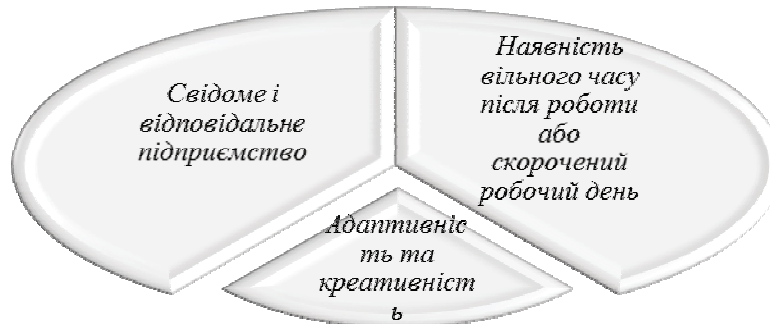 Свідоме і
відповідальне
підприємство
Наявність
вільного часу
після роботи
або
скорочений
робочий день
Адаптивніс
ть та
креативніст
ь